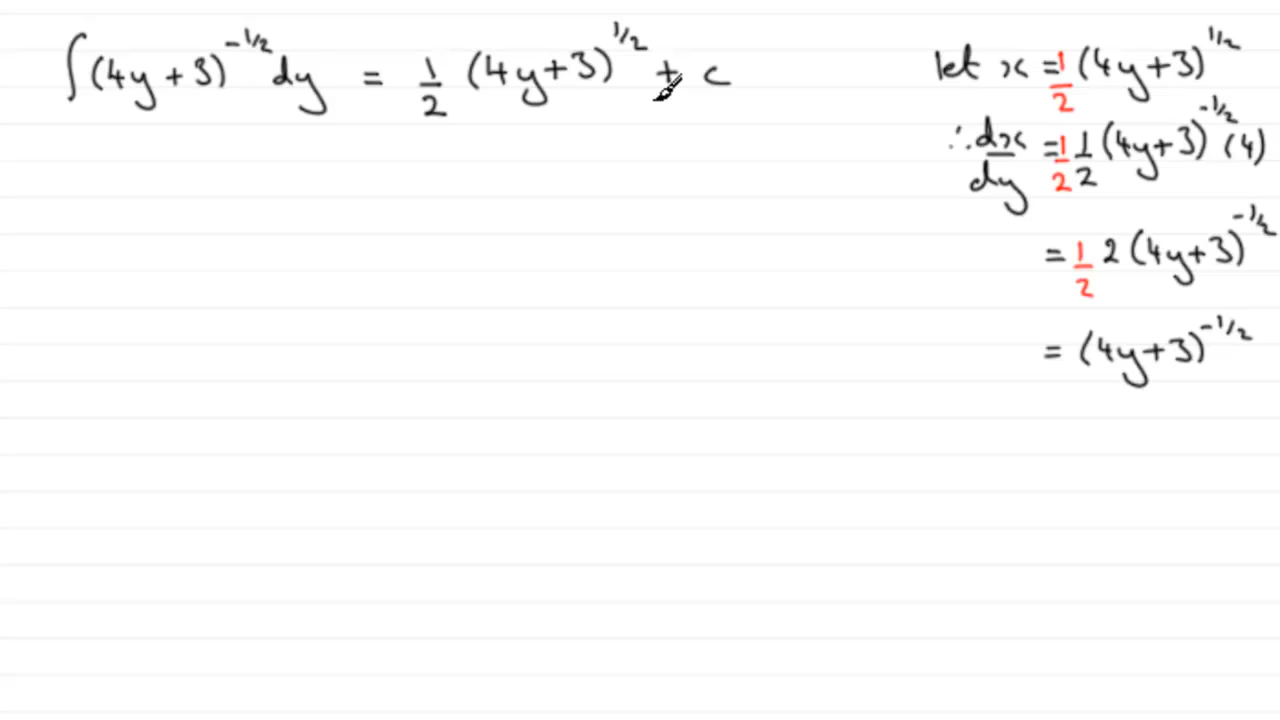 ∫(4y+3)^{-1/2} dy = 1/2 (4y+3)^{1/2} + c
let x = 1/2 (4y+3)^{1/2}
∴ dx/dy = 1/2 1/2 (4y+3)^{-1/2} (4)
= 1/2 2 (4y+3)^{-1/2}
= (4y+3)^{-1/2}